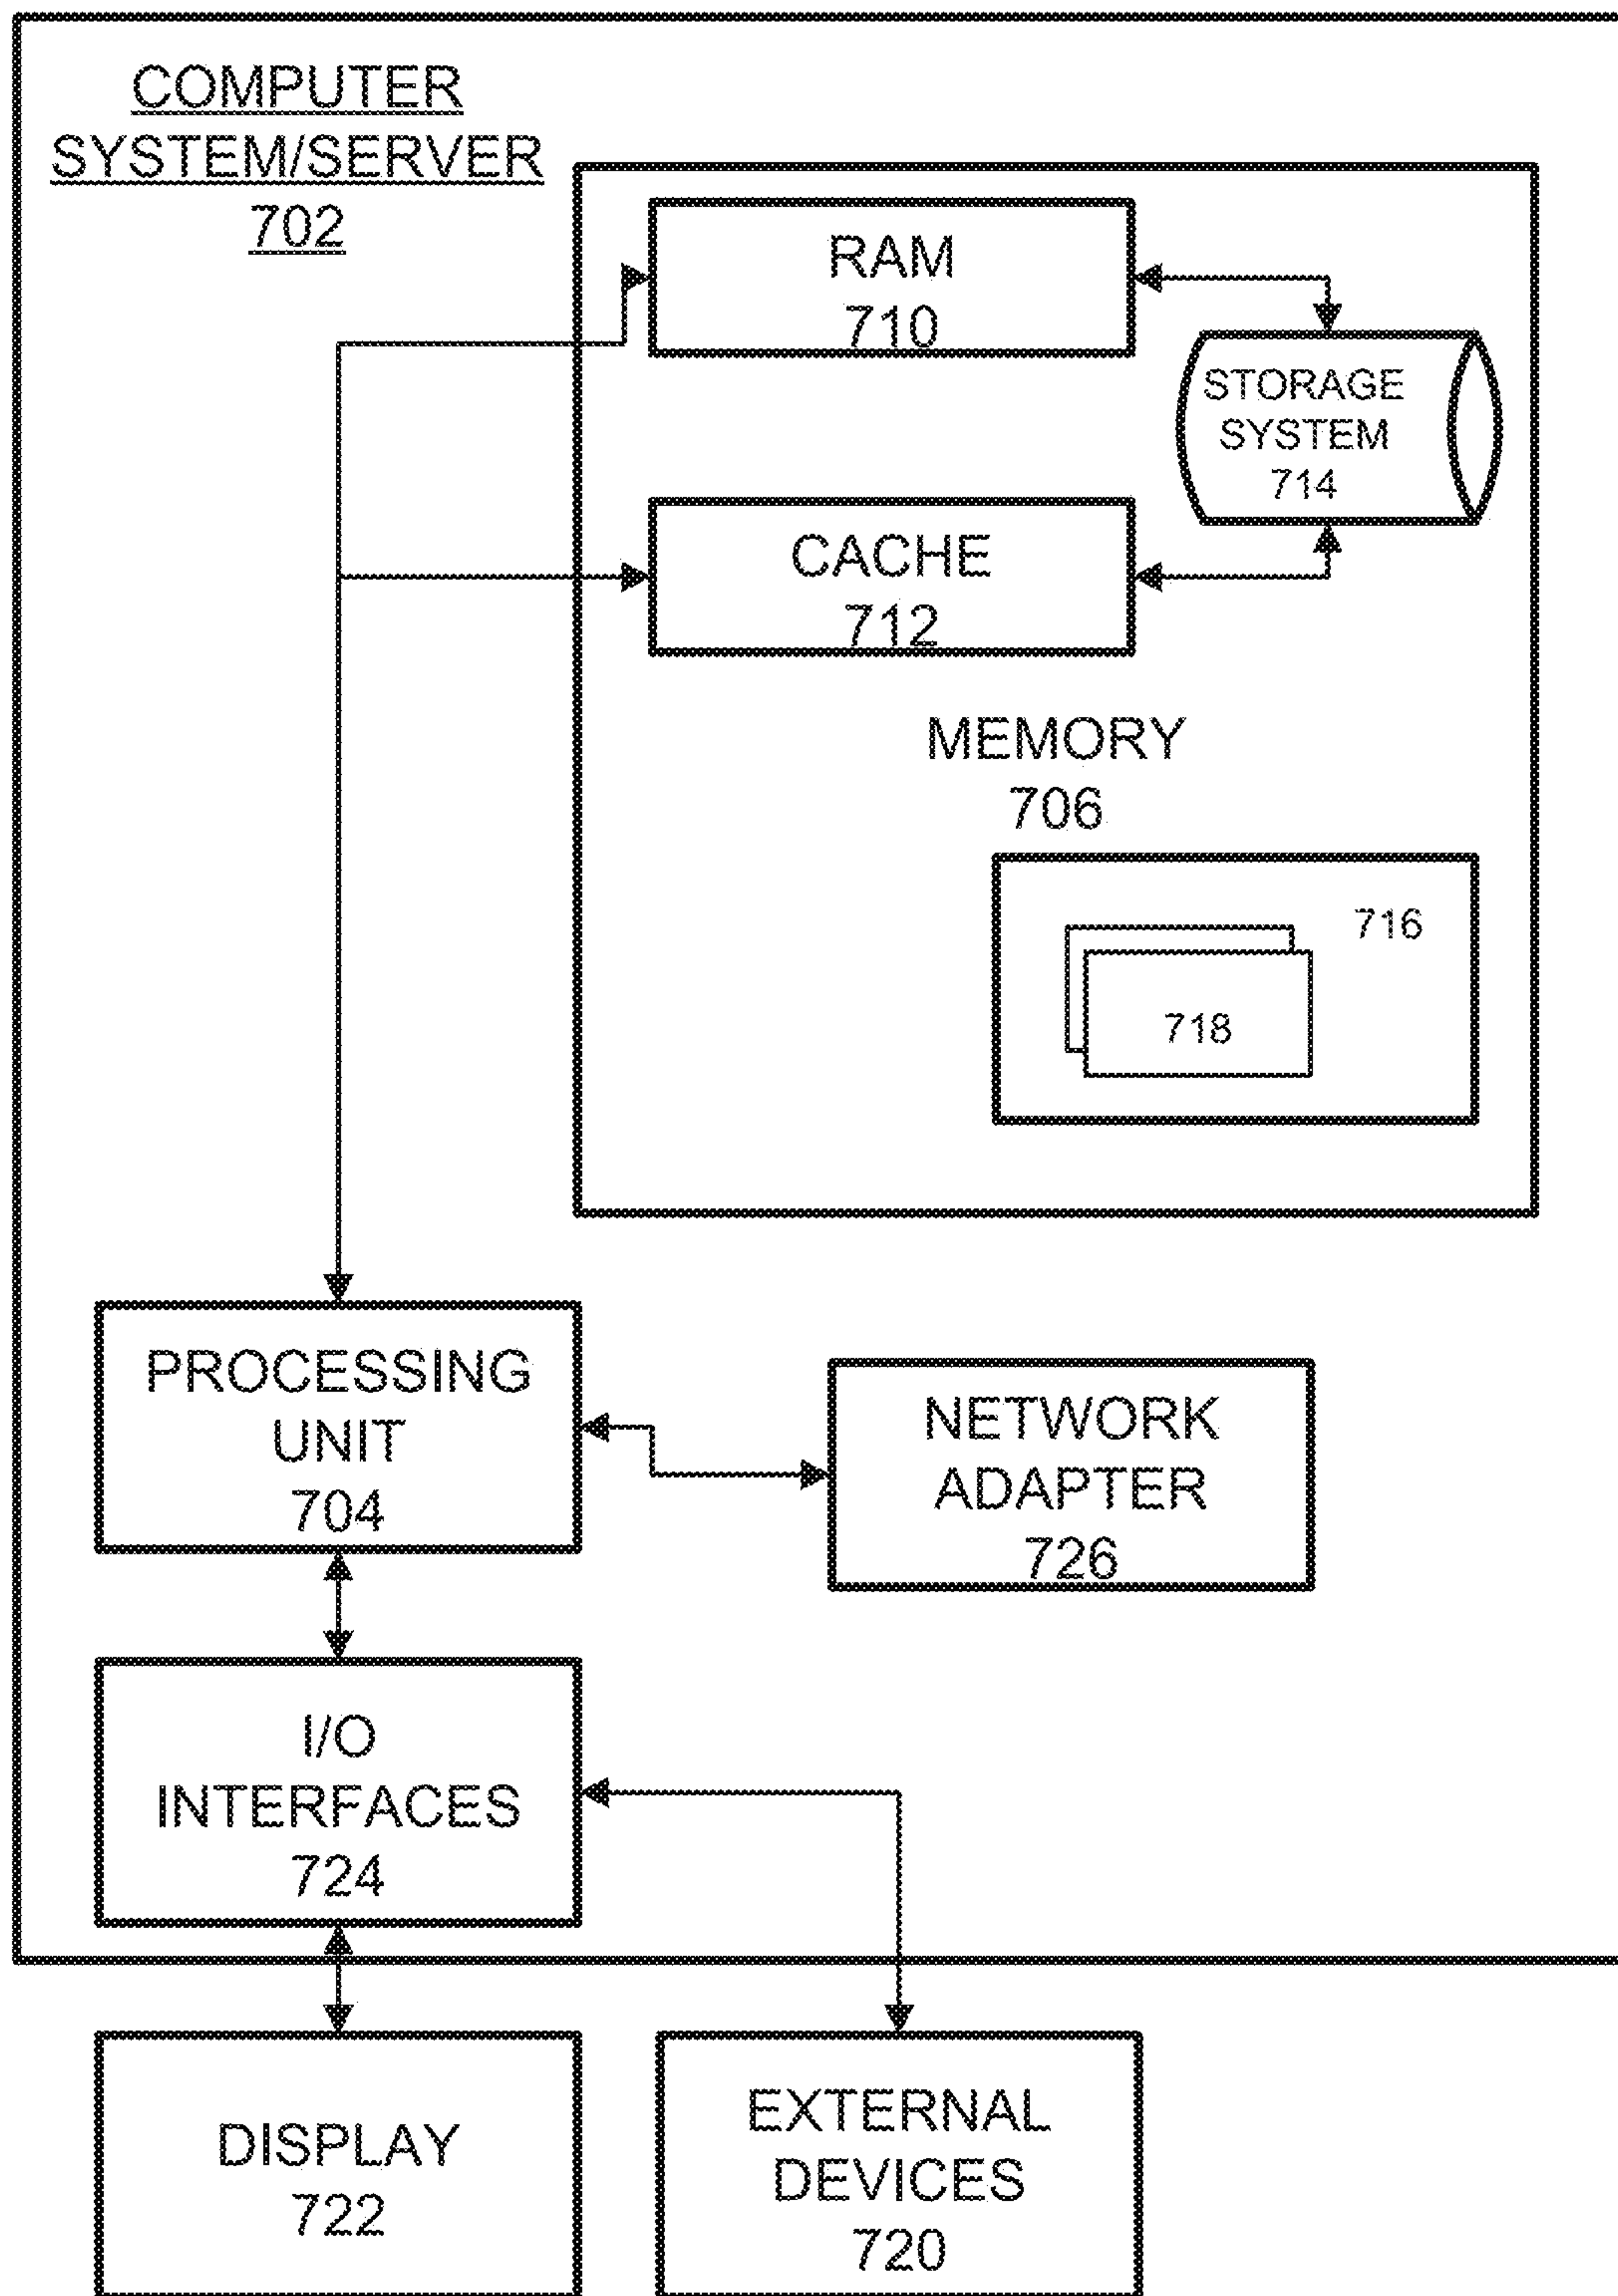 COMPUTER
SYSTEM/SERVER
702
RAM
710
STORAGE
SYSTEM
714
CACHE
712
MEMORY
706
716
718
PROCESSING
UNIT
704
NETWORK
ADAPTER
726
I/O
INTERFACES
724
DISPLAY
722
EXTERNAL
DEVICES
720